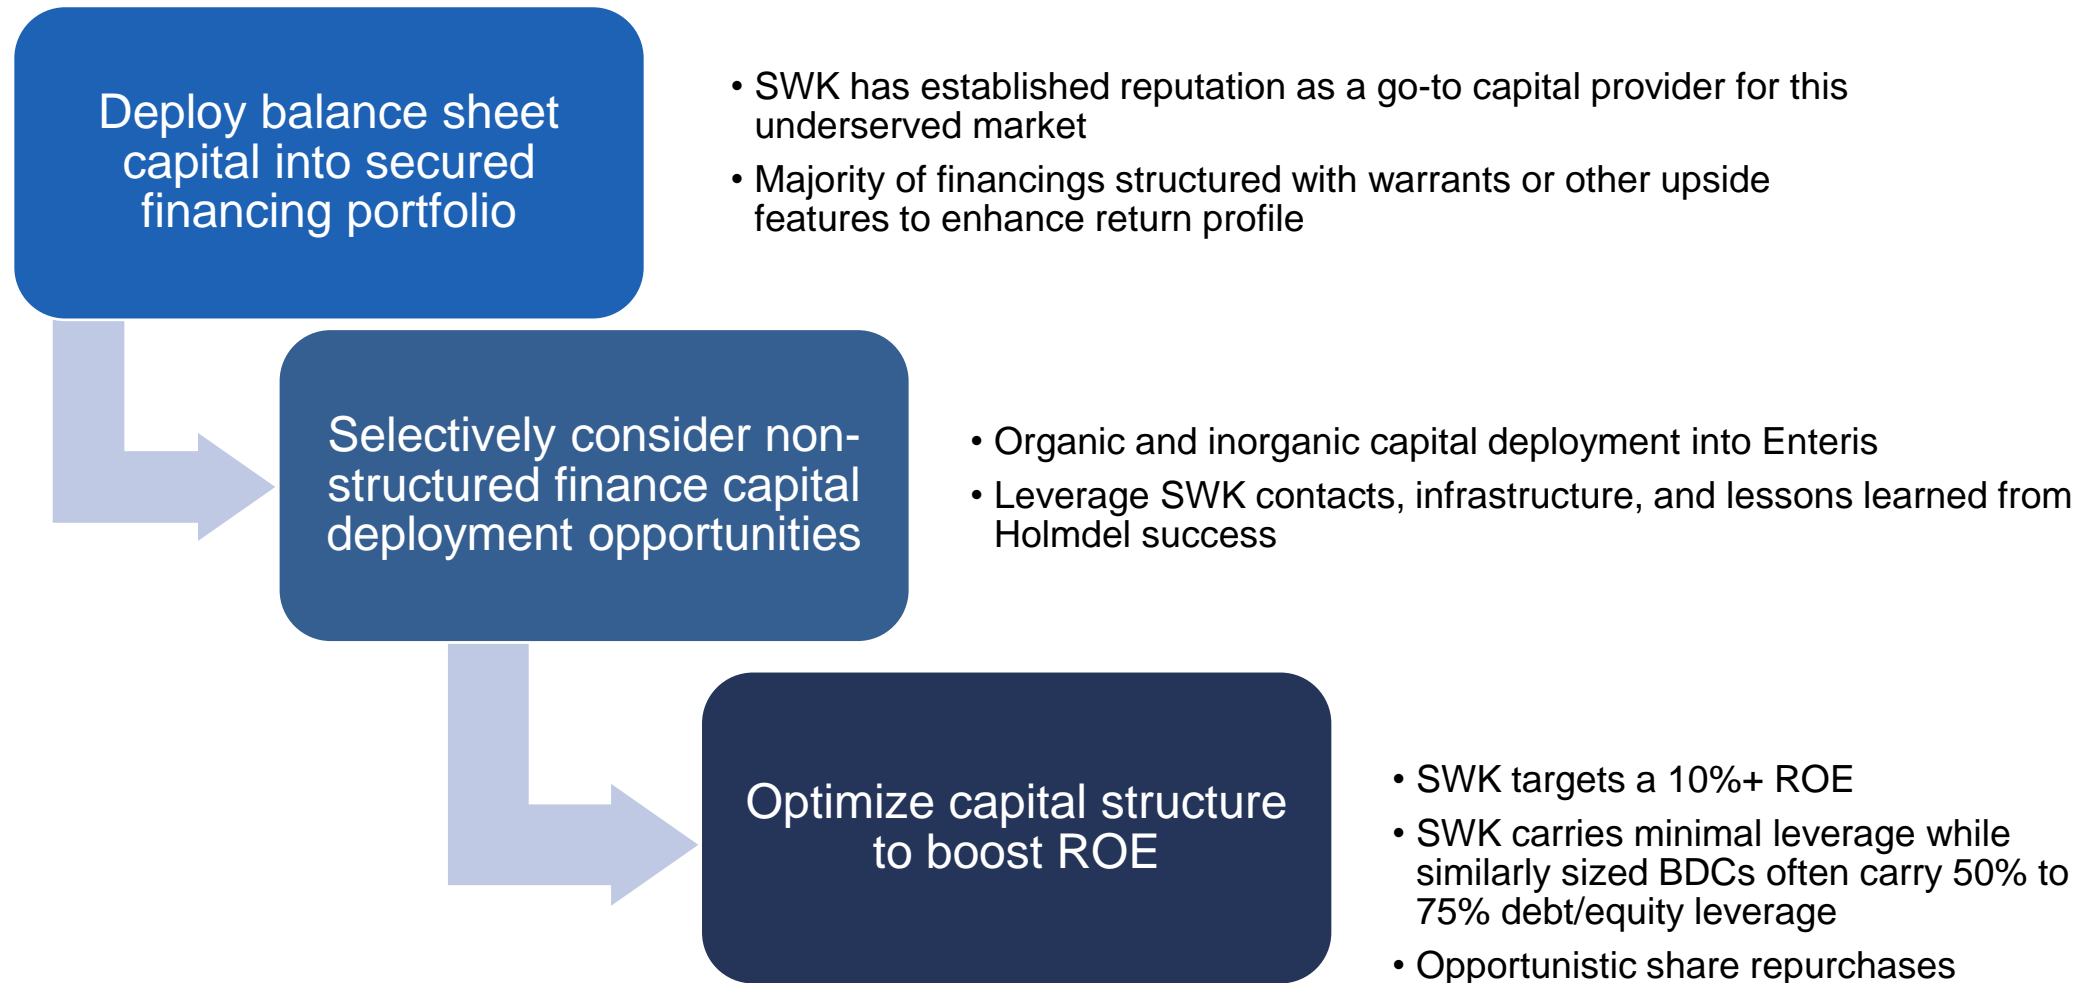 Deploy balance sheet
capital into secured
financing portfolio
• SWK has established reputation as a go-to capital provider for this
underserved market
• Majority of financings structured with warrants or other upside
features to enhance return profile
Selectively consider non-
structured finance capital
deployment opportunities
• Organic and inorganic capital deployment into Enteris
• Leverage SWK contacts, infrastructure, and lessons learned from
Holmdel success
Optimize capital structure
to boost ROE
• SWK targets a 10%+ ROE
• SWK carries minimal leverage while
similarly sized BDCs often carry 50% to
75% debt/equity leverage
• Opportunistic share repurchases